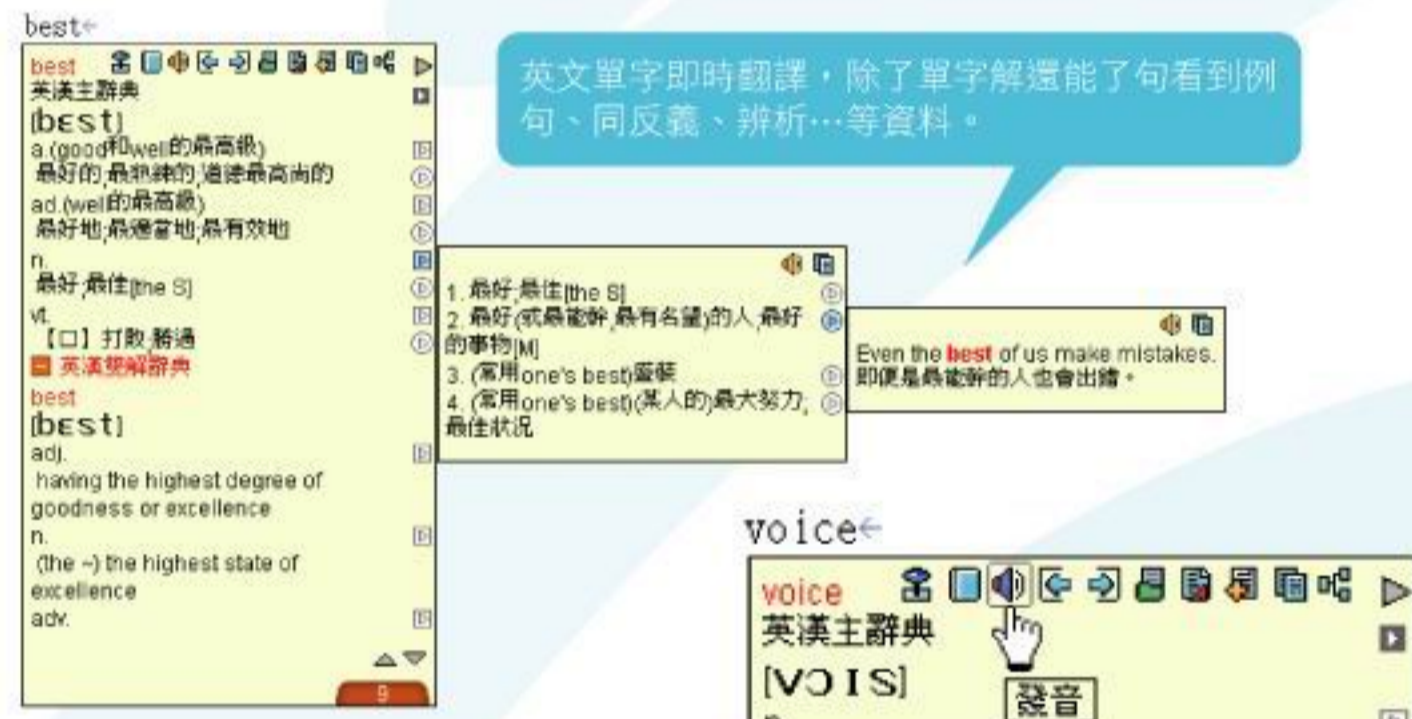 best
best
英漢主辭典
[bɛst]
a.(good和well的最高級)
最好的;最熟練的;道德最高尚的
ad.(well的最高級)
最好地;最適當地;最有效地
n.
最好;最佳[the S]
vt.
【口】打敗,勝過
英漢雙解辭典
best
[bɛst]
adj.
having the highest degree of
goodness or excellence
n.
(the ~) the highest state of
excellence
adv.
9
英文單字即時翻譯，除了單字解還能了句看到例
句、同反義、辨析…等資料。
1. 最好;最佳[the S]
2. 最好(或最能幹,最有名望)的人;最好
的事物[M]
3. (常用one's best)盛裝
4. (常用one's best)(某人的)最大努力;
最佳狀況
Even the best of us make mistakes.
即便是最能幹的人也會出錯。
voice
voice
英漢主辭典
[vɔɪs]
發音